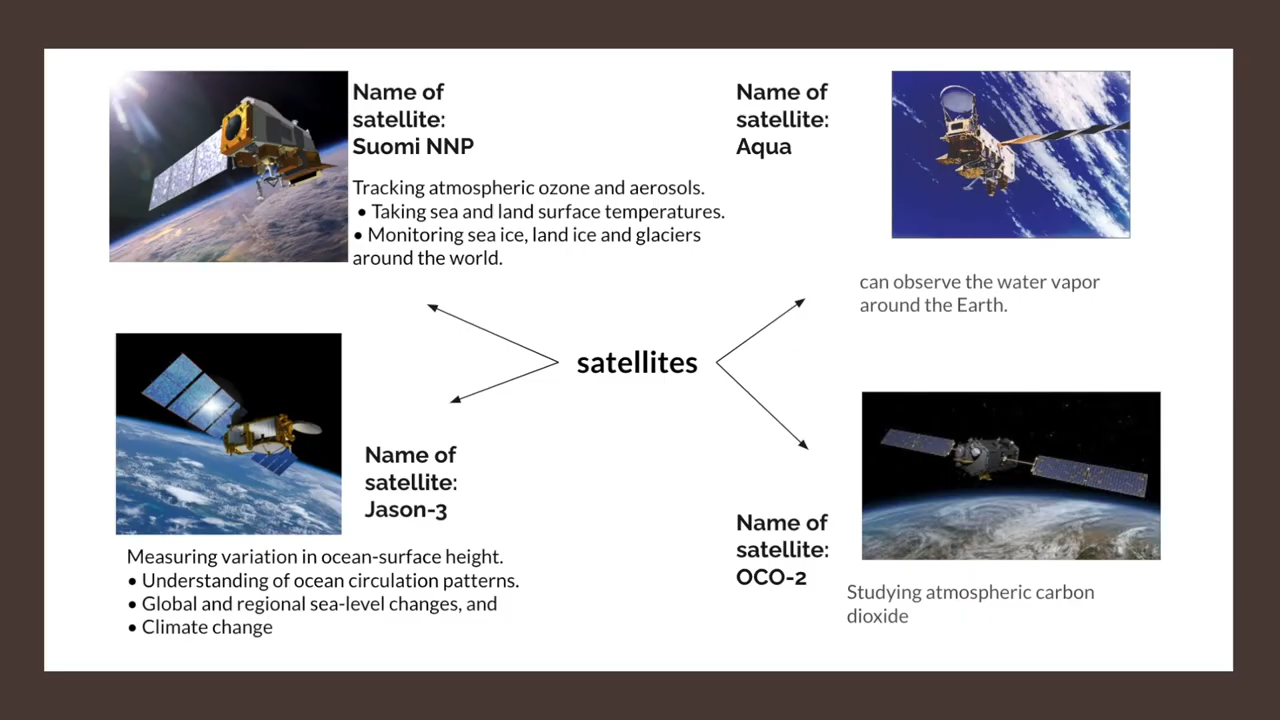 Name of
satellite:
Suomi NNP
Tracking atmospheric ozone and aerosols.
• Taking sea and land surface temperatures.
• Monitoring sea ice, land ice and glaciers
around the world.
Name of
satellite:
Aqua
can observe the water vapor
around the Earth.
satellites
Name of
satellite:
Jason-3
Measuring variation in ocean-surface height.
• Understanding of ocean circulation patterns.
• Global and regional sea-level changes, and
• Climate change
Name of
satellite:
OCO-2
Studying atmospheric carbon
dioxide